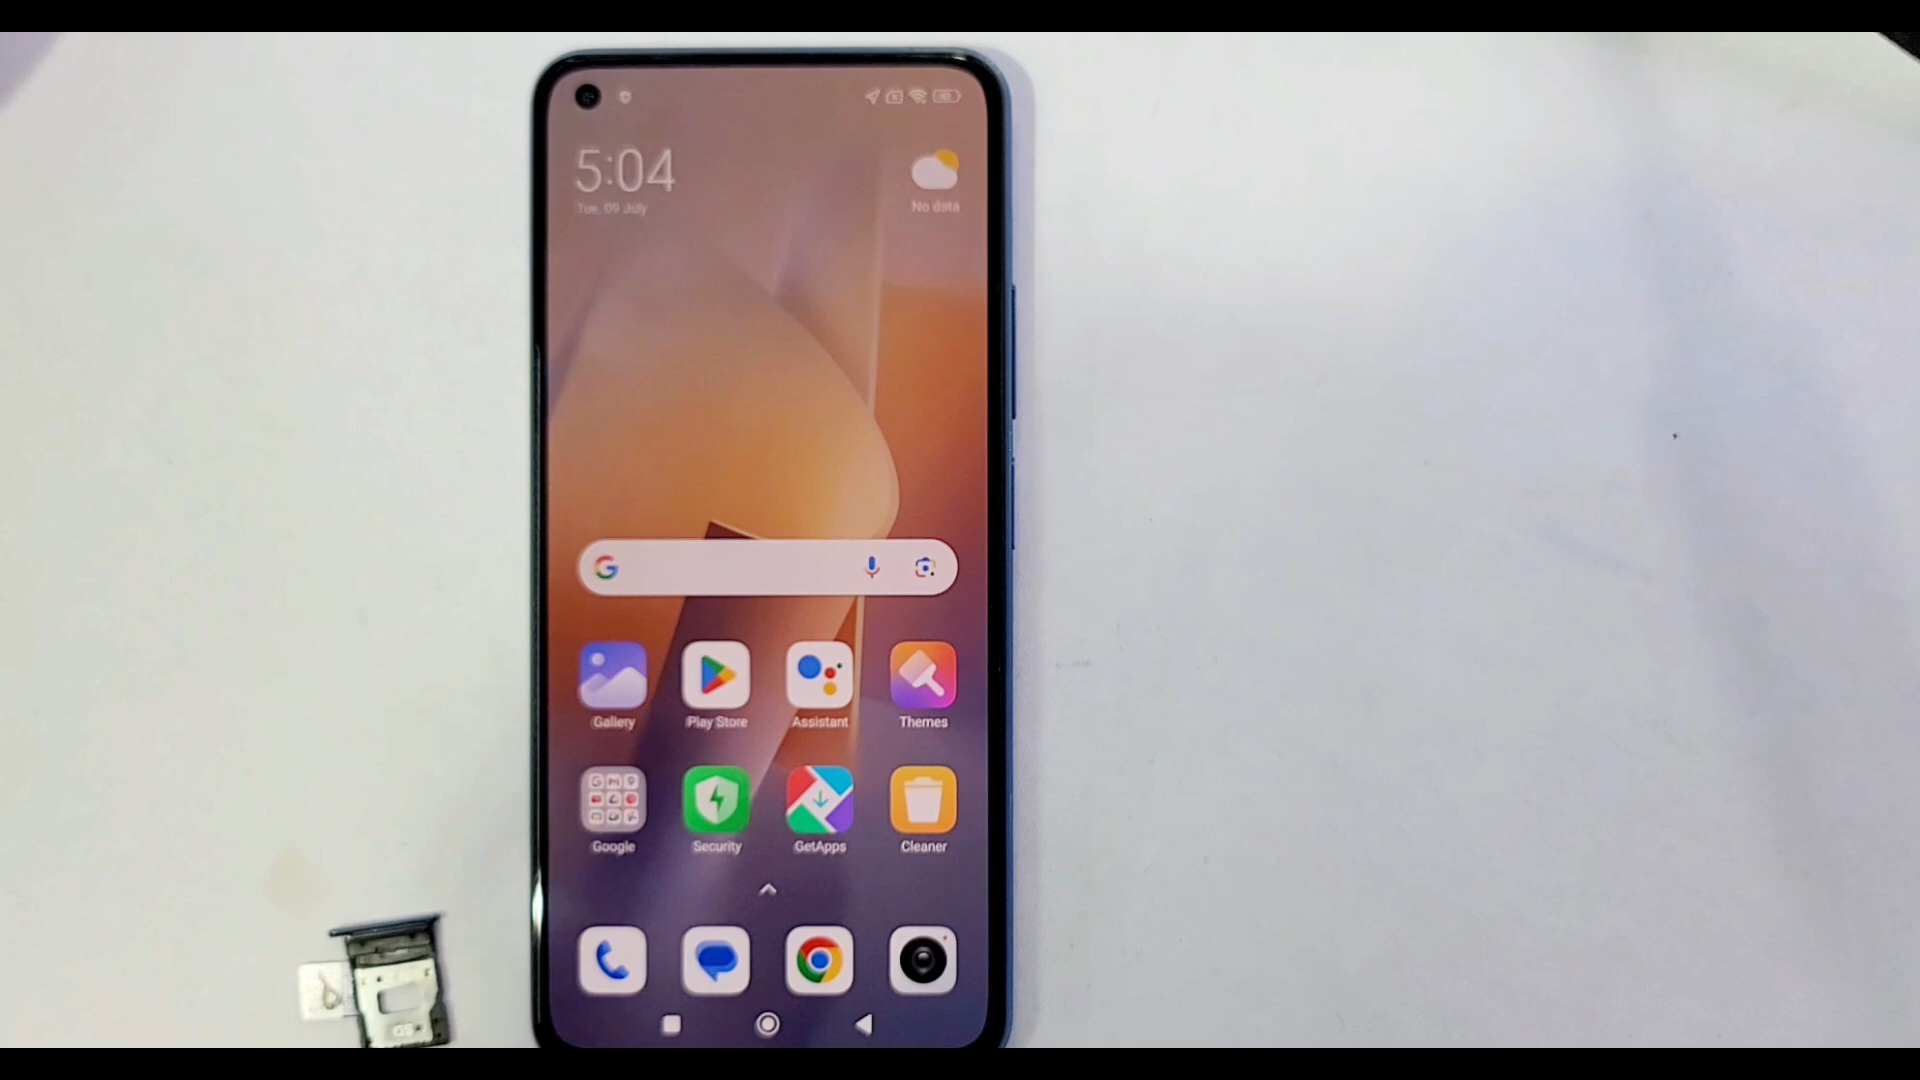 5:04
Tue, 09 July
No data
Gallery
Play Store
Assistant
Themes
Google
Security
GetApps
Cleaner